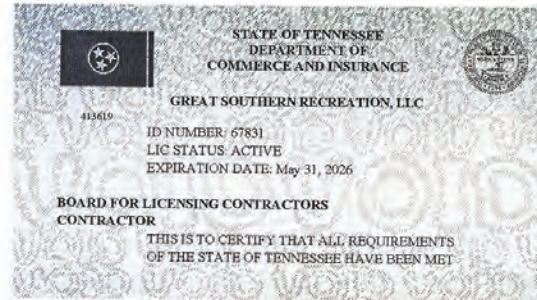 STATE OF TENNESSEE
DEPARTMENT OF
COMMERCE AND INSURANCE
GREAT SOUTHERN RECREATION, LLC
413619
ID NUMBER: 67831
LIC STATUS: ACTIVE
EXPIRATION DATE: May 31, 2026
BOARD FOR LICENSING CONTRACTORS
CONTRACTOR
THIS IS TO CERTIFY THAT ALL REQUIREMENTS
OF THE STATE OF TENNESSEE HAVE BEEN MET